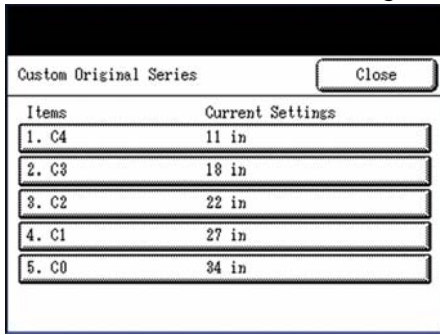 Custom Original Series Close
Items Current Settings
1. C4 11 in
2. C3 18 in
3. C2 22 in
4. C1 27 in
5. C0 34 in